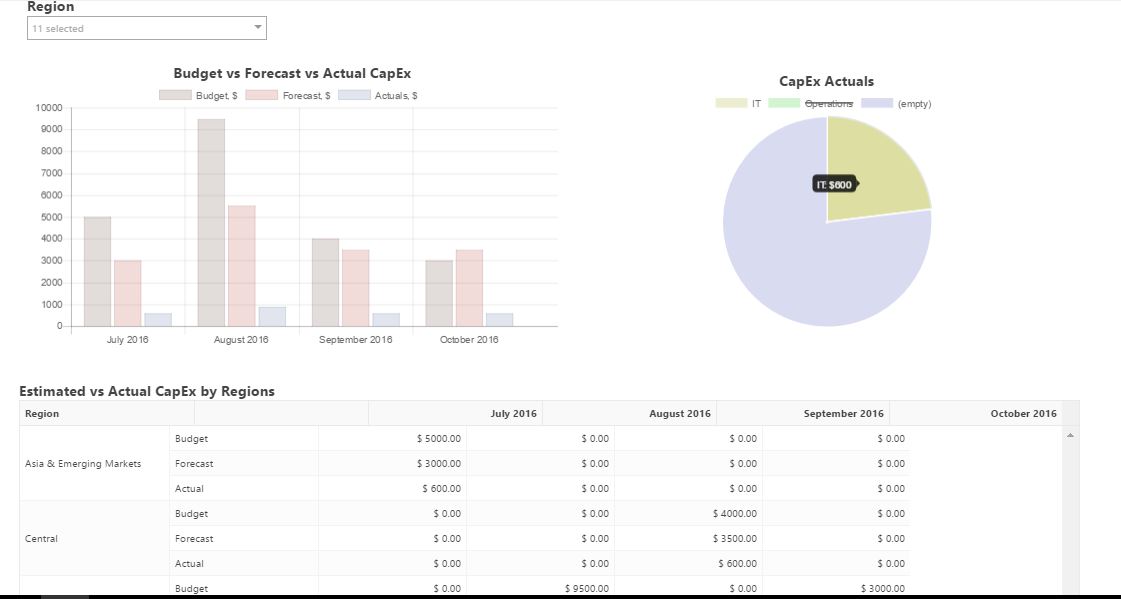 Region
11 selected
Budget vs Forecast vs Actual CapEx
Budget, $ Forecast, $ Actuals, $
10000
9000
8000
7000
6000
5000
4000
3000
2000
1000
0
July 2016 August 2016 September 2016 October 2016
CapEx Actuals
IT Operations (empty)
IT: $600
Estimated vs Actual CapEx by Regions
Region July 2016 August 2016 September 2016 October 2016
Budget $ 5000.00 $ 0.00 $ 0.00 $ 0.00
Asia & Emerging Markets Forecast $ 3000.00 $ 0.00 $ 0.00 $ 0.00
Actual $ 600.00 $ 0.00 $ 0.00 $ 0.00
Budget $ 0.00 $ 0.00 $ 4000.00 $ 0.00
Central Forecast $ 0.00 $ 0.00 $ 3500.00 $ 0.00
Actual $ 0.00 $ 0.00 $ 600.00 $ 0.00
Budget $ 0.00 $ 9500.00 $ 0.00 $ 3000.00